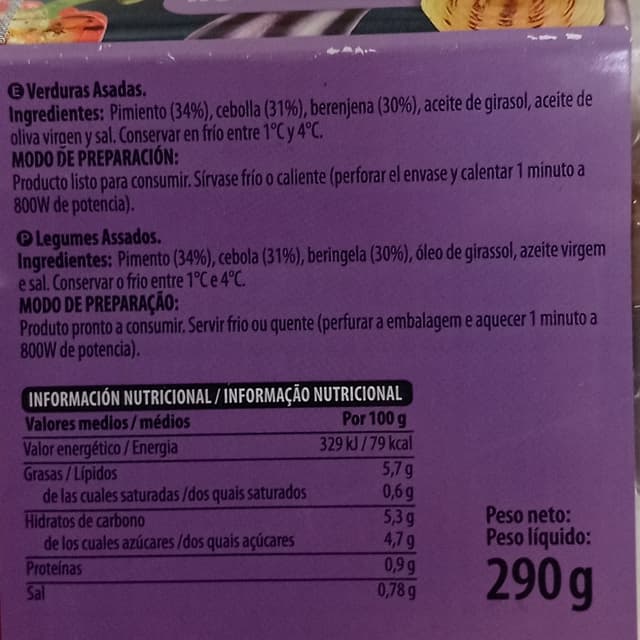 E Verduras Asadas.
Ingredientes: Pimiento (34%), cebolla (31%), berenjena (30%), aceite de girasol, aceite de
oliva virgen y sal. Conservar en frío entre 1°C y 4°C.
MODO DE PREPARACIÓN:
Producto listo para consumir. Sírvase frío o caliente (perforar el envase y calentar 1 minuto a
800W de potencia).
P Legumes Assados.
Ingredientes: Pimento (34%), cebola (31%), beringela (30%), óleo de girassol, azeite virgem
e sal. Conservar o frio entre 1°C e 4°C.
MODO DE PREPARAÇÃO:
Produto pronto a consumir. Servir frio ou quente (perfurar a embalagem e aquecer 1 minuto a
800W de potencia).
INFORMACIÓN NUTRICIONAL / INFORMAÇÃO NUTRICIONAL
Valores medios / médios Por 100 g
Valor energético / Energia 329 kJ / 79 kcal
Grasas / Lípidos 5,7 g
de las cuales saturadas /dos quais saturados 0,6 g
Hidratos de carbono 5,3 g
de los cuales azúcares /dos quais açúcares 4,7 g
Proteínas 0,9 g
Sal 0,78 g
Peso neto:
Peso líquido:
290 g